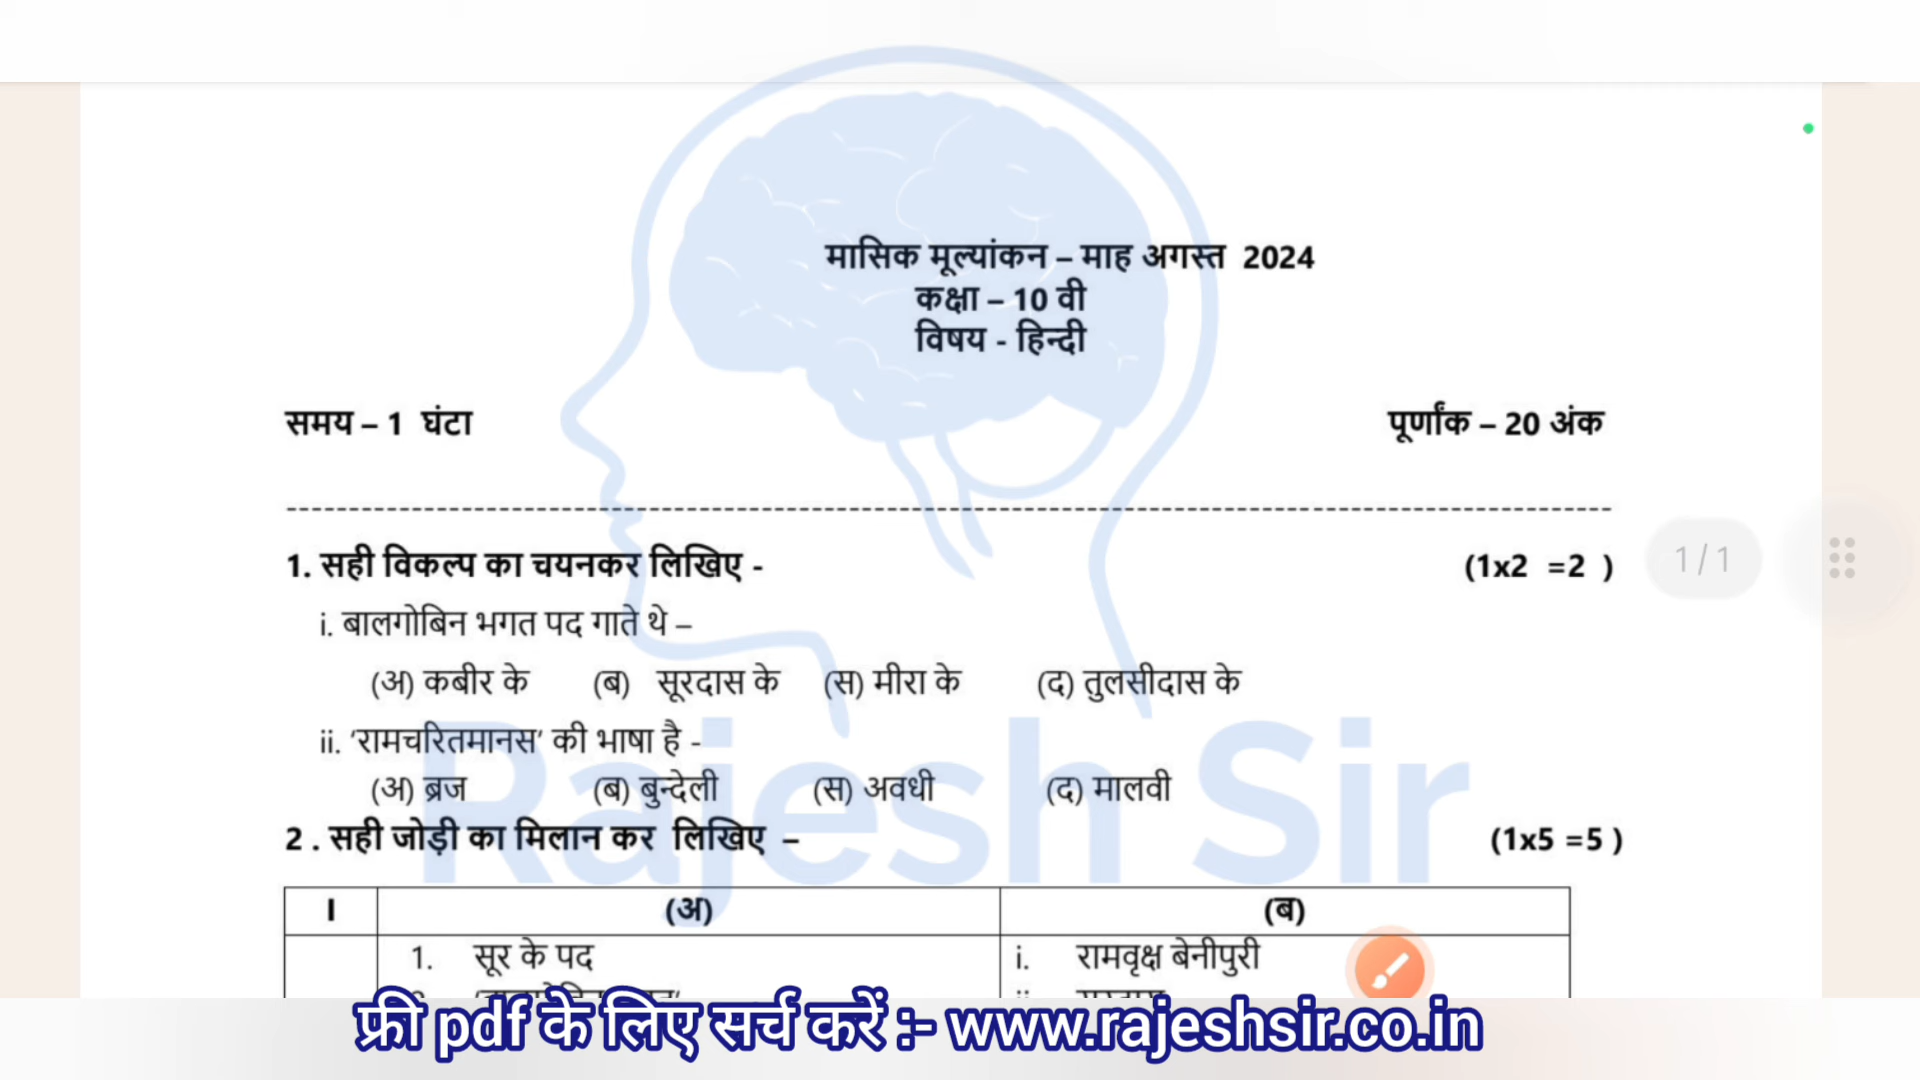 मासिक मूल्यांकन – माह अगस्त 2024
कक्षा – 10 वी
विषय - हिन्दी
समय – 1 घंटा पूर्णांक – 20 अंक
1. सही विकल्प का चयनकर लिखिए - (1x2 =2 )
1/1
i. बालगोबिन भगत पद गाते थे –
(अ) कबीर के (ब) सूरदास के (स) मीरा के (द) तुलसीदास के
ii. ‘रामचरितमानस’ की भाषा है -
(अ) ब्रज (ब) बुन्देली (स) अवधी (द) मालवी
Rajesh Sir
2 . सही जोड़ी का मिलान कर लिखिए – (1x5 =5 )
I (अ) (ब)
1. सूर के पद i. रामवृक्ष बेनीपुरी
फ्री pdf के लिए सर्च करें :- www.rajeshsir.co.in